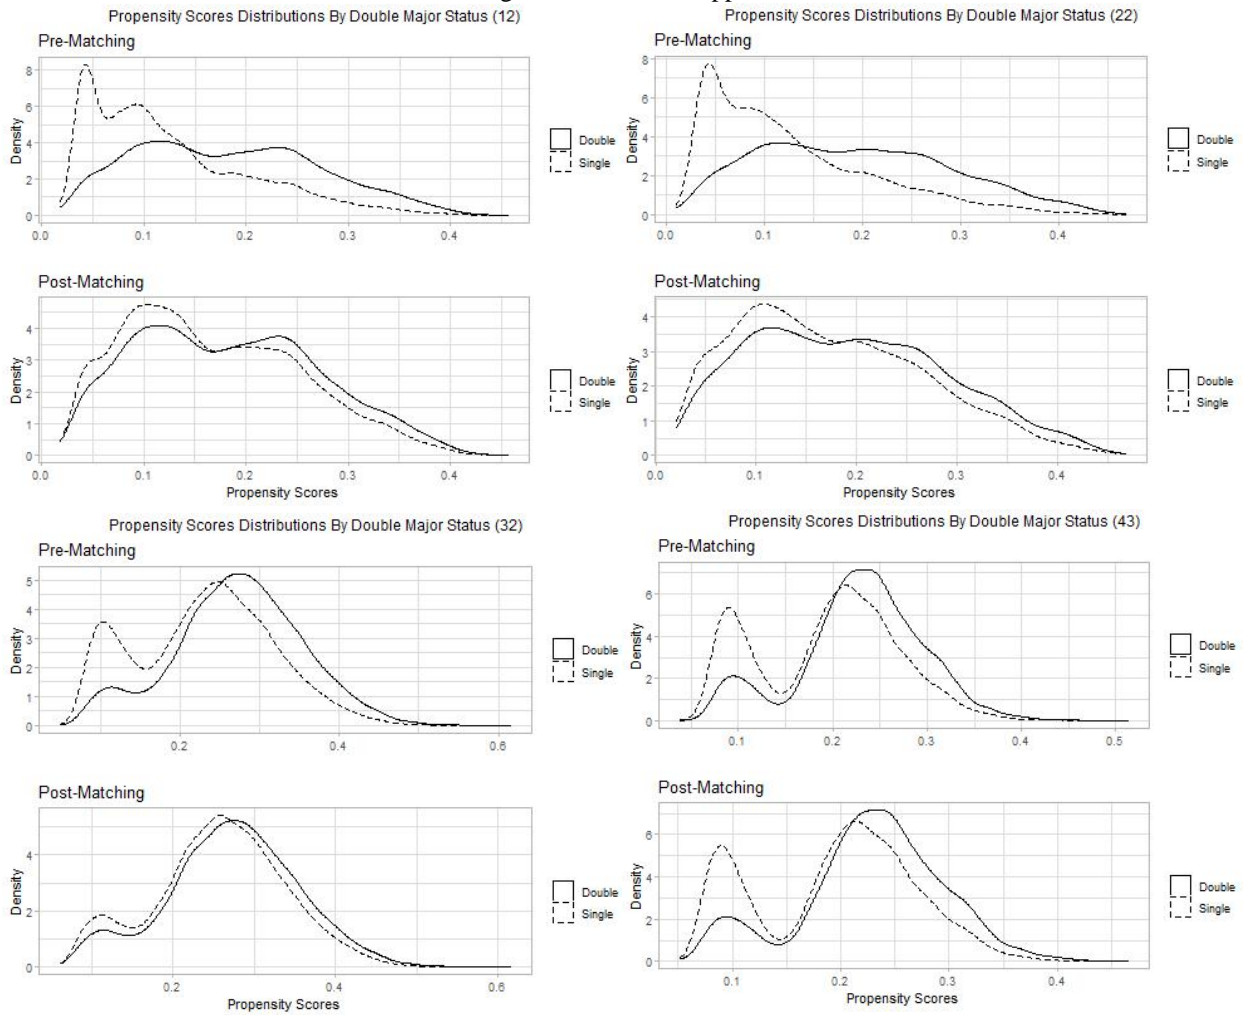 Propensity Scores Distributions By Double Major Status (12)
Pre-Matching
Density
8
6
4
2
0
0.0 0.1 0.2 0.3 0.4
Double
Single
Post-Matching
Density
4
3
2
1
0
0.0 0.1 0.2 0.3 0.4
Propensity Scores
Double
Single
Propensity Scores Distributions By Double Major Status (22)
Pre-Matching
Density
8
6
4
2
0
0.0 0.1 0.2 0.3 0.4
Double
Single
Post-Matching
Density
4
3
2
1
0
0.0 0.1 0.2 0.3 0.4
Propensity Scores
Double
Single
Propensity Scores Distributions By Double Major Status (32)
Pre-Matching
Density
5
4
3
2
1
0
0.2 0.4 0.6
Double
Single
Post-Matching
Density
4
2
0
0.2 0.4 0.6
Propensity Scores
Double
Single
Propensity Scores Distributions By Double Major Status (43)
Pre-Matching
Density
6
4
2
0
0.1 0.2 0.3 0.4 0.5
Double
Single
Post-Matching
Density
6
4
2
0
0.1 0.2 0.3 0.4
Propensity Scores
Double
Single